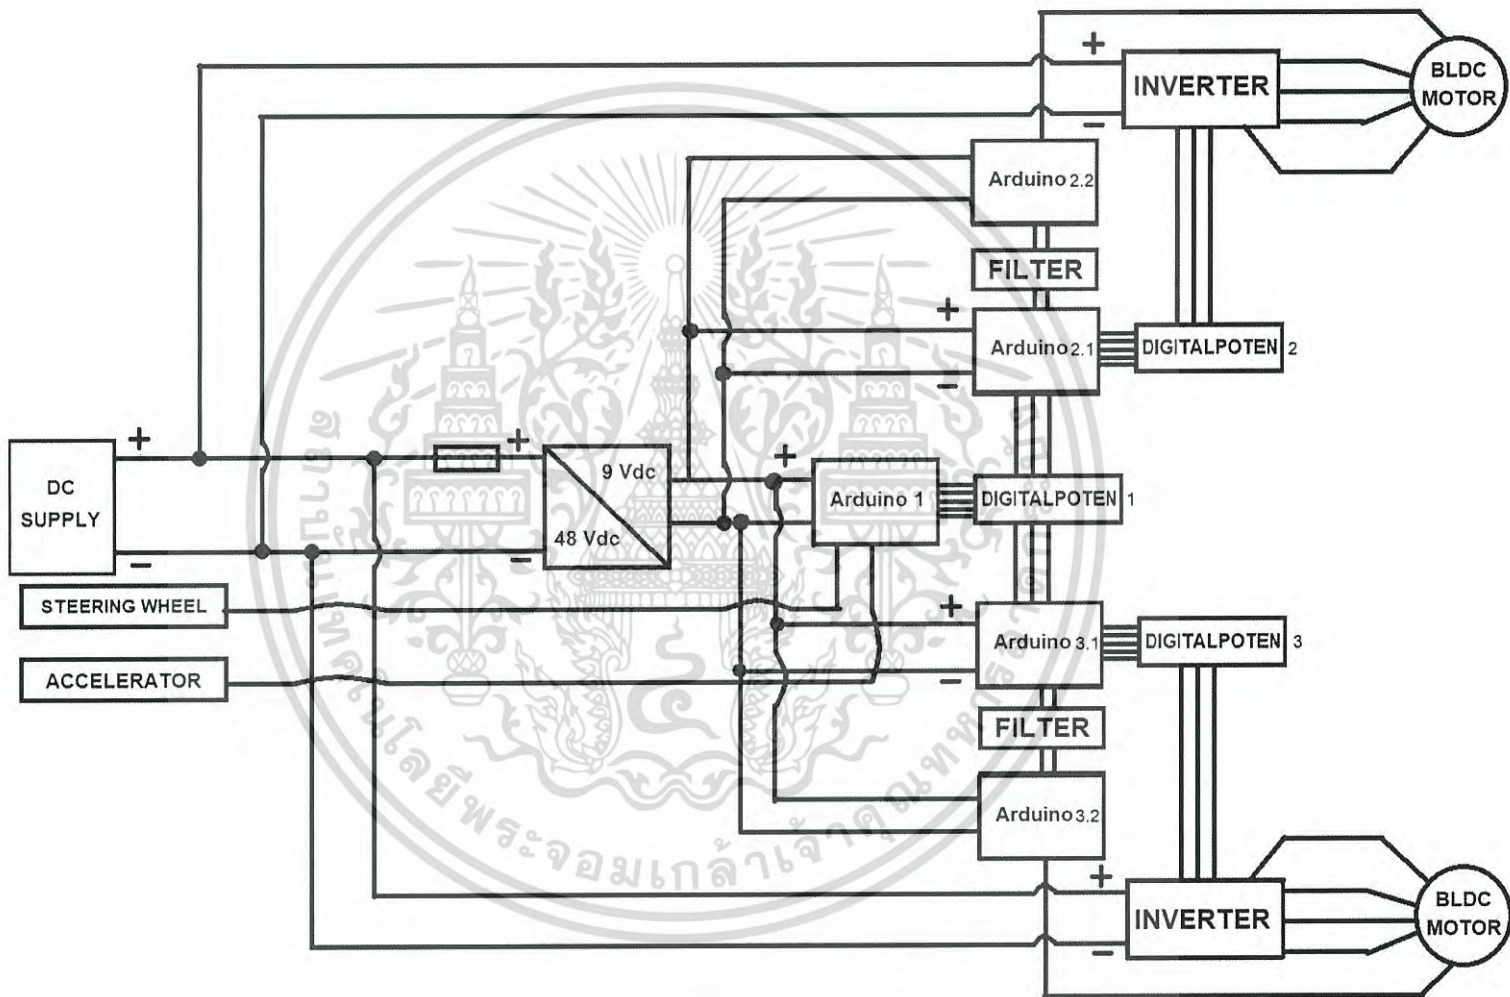 +
INVERTER
−
BLDC
MOTOR
Arduino 2.2
FILTER
+
Arduino 2.1
−
DIGITALPOTEN 2
DC
SUPPLY
+
−
+
−
9 Vdc
48 Vdc
+
Arduino 1
DIGITALPOTEN 1
STEERING WHEEL
ACCELERATOR
+
Arduino 3.1
−
DIGITALPOTEN 3
FILTER
Arduino 3.2
+
INVERTER
−
BLDC
MOTOR